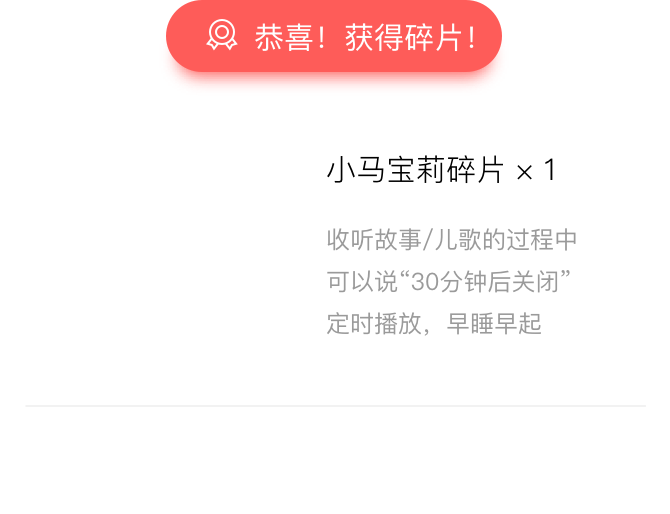 恭喜！获得碎片！
小马宝莉碎片 × 1
收听故事/儿歌的过程中
可以说“30分钟后关闭”
定时播放，早睡早起